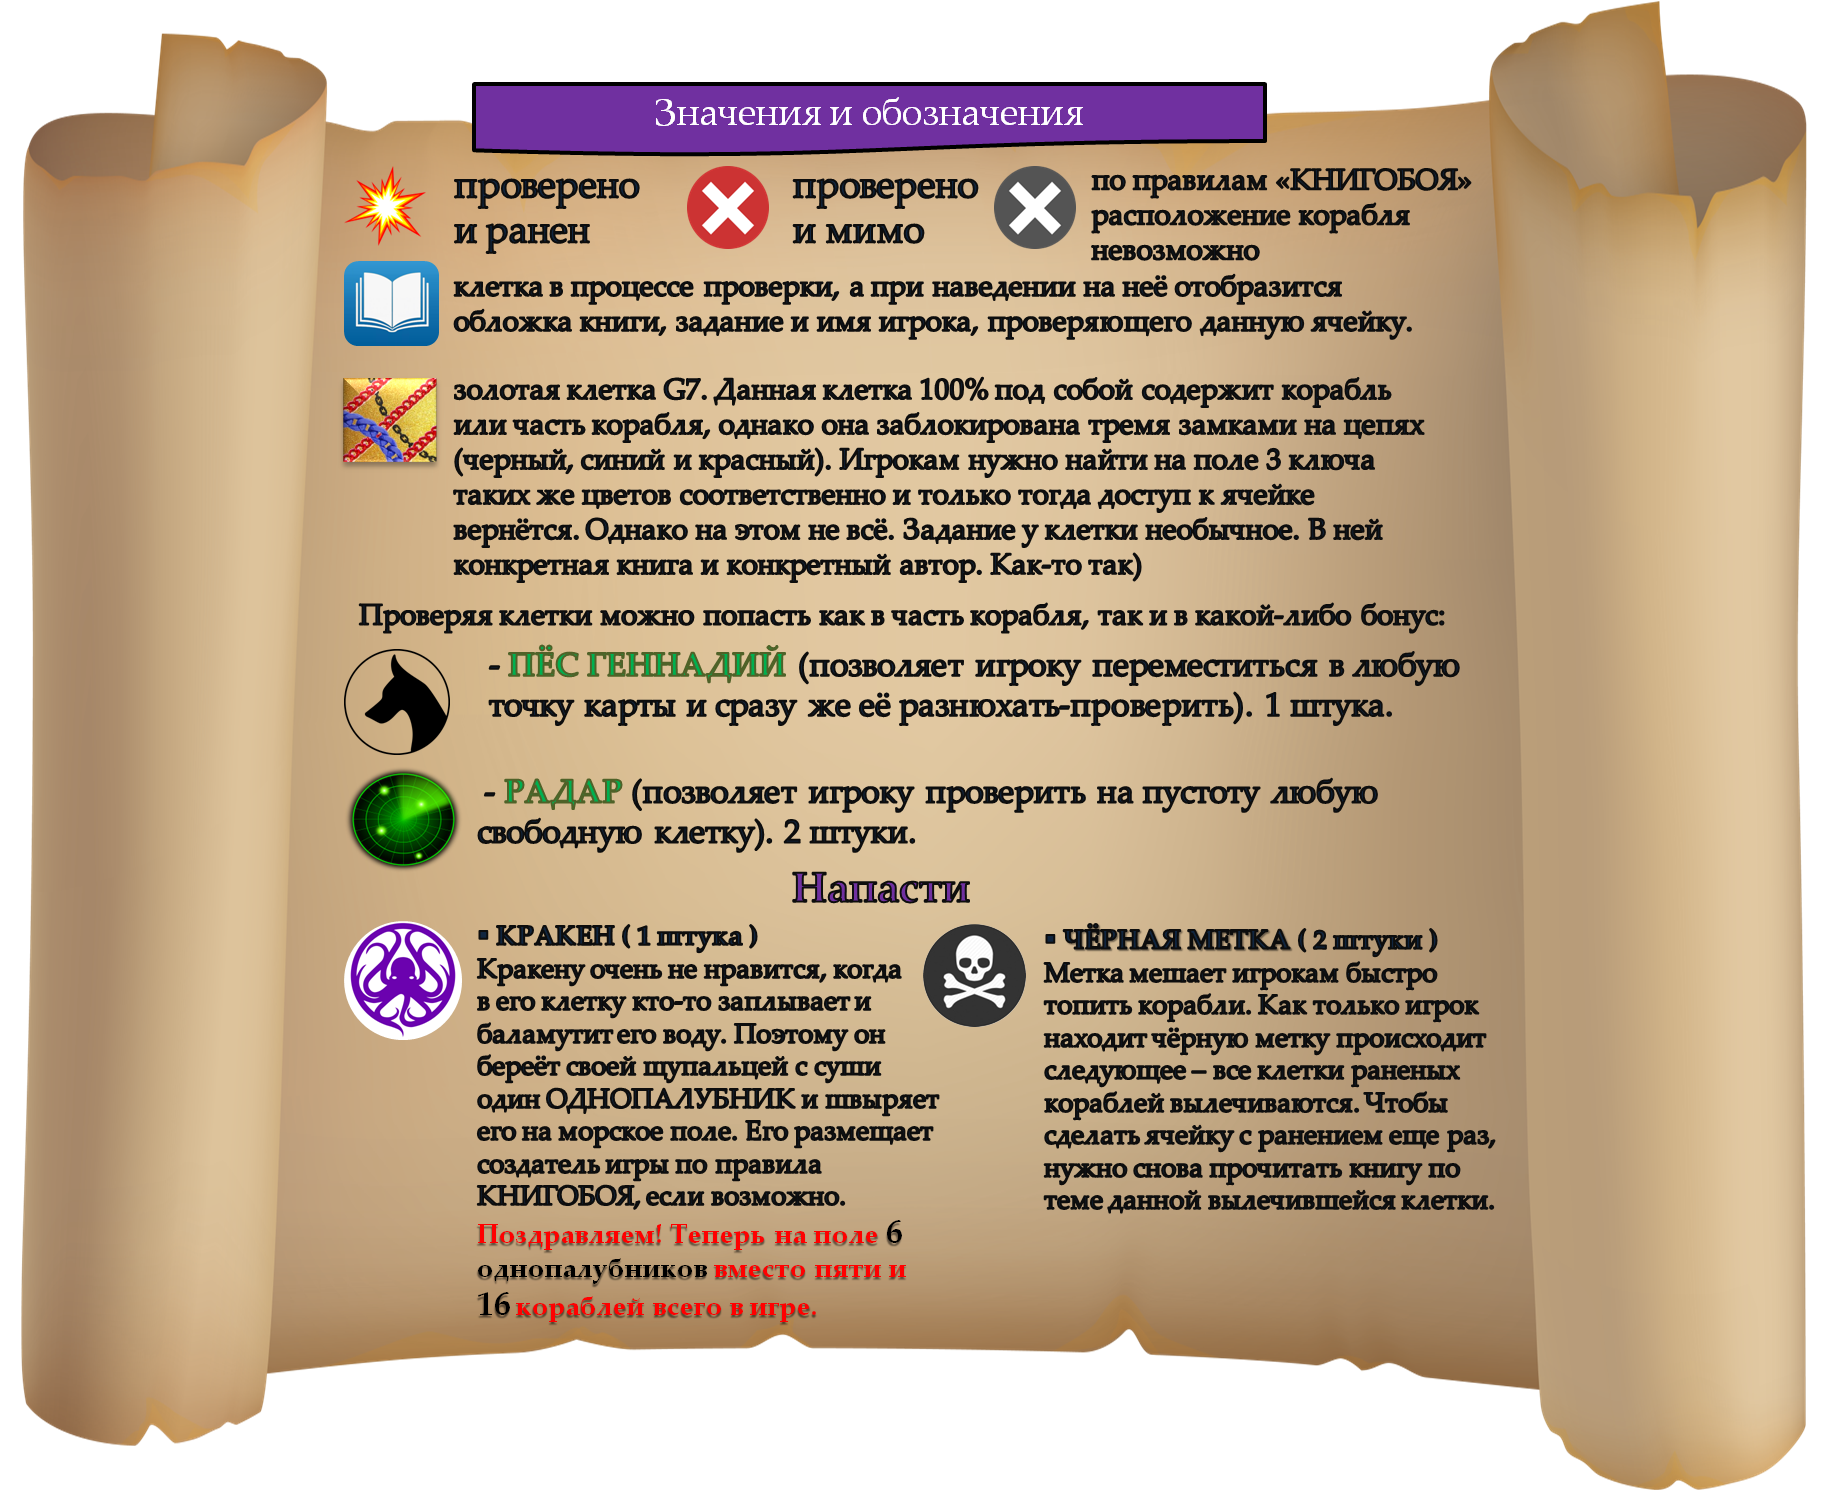 Значения и обозначения
проверено
и ранен
проверено
и мимо
по правилам «КНИГОБОЯ»
расположение корабля
невозможно
клетка в процессе проверки, а при наведении на неё отобразится
обложка книги, задание и имя игрока, проверяющего данную ячейку.
золотая клетка G7. Данная клетка 100% под собой содержит корабль
или часть корабля, однако она заблокирована тремя замками на цепях
(черный, синий и красный). Игрокам нужно найти на поле 3 ключа
таких же цветов соответственно и только тогда доступ к ячейке
вернётся. Однако на этом не всё. Задание у клетки необычное. В ней
конкретная книга и конкретный автор. Как-то так)
Проверяя клетки можно попасть как в часть корабля, так и в какой-либо бонус:
- ПЁС ГЕННАДИЙ (позволяет игроку переместиться в любую
точку карты и сразу же её разнюхать-проверить). 1 штука.
- РАДАР (позволяет игроку проверить на пустоту любую
свободную клетку). 2 штуки.
Напасти
▪ КРАКЕН ( 1 штука )
Кракену очень не нравится, когда
в его клетку кто-то заплывает и
баламутит его воду. Поэтому он
береёт своей щупальцей с суши
один ОДНОПАЛУБНИК и швыряет
его на морское поле. Его размещает
создатель игры по правила
КНИГОБОЯ, если возможно.
Поздравляем! Теперь на поле 6
однопалубников вместо пяти и
16 кораблей всего в игре.
▪ ЧЁРНАЯ МЕТКА ( 2 штуки )
Метка мешает игрокам быстро
топить корабли. Как только игрок
находит чёрную метку происходит
следующее – все клетки раненых
кораблей вылечиваются. Чтобы
сделать ячейку с ранением еще раз,
нужно снова прочитать книгу по
теме данной вылечившейся клетки.